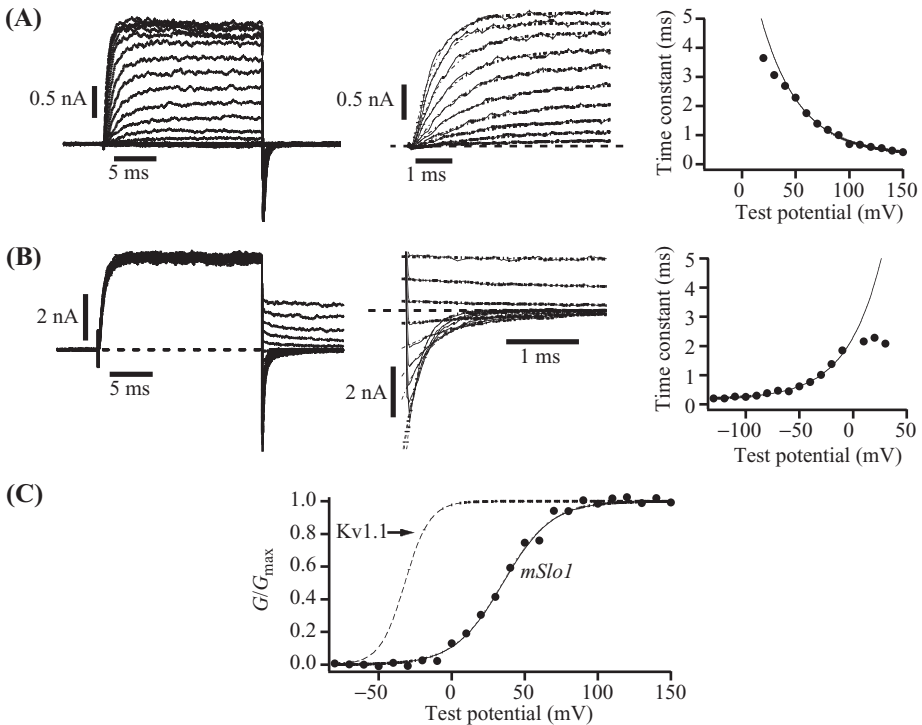 (A)
0.5 nA
5 ms
0.5 nA
1 ms
Time constant (ms)
5
4
3
2
1
0
0 50 100 150
Test potential (mV)
(B)
2 nA
5 ms
2 nA
1 ms
Time constant (ms)
5
4
3
2
1
0
−100 −50 0 50
Test potential (mV)
(C)
G/Gmax
1.0
0.8
0.6
0.4
0.2
0.0
Kv1.1
mSlo1
−50 0 50 100 150
Test potential (mV)